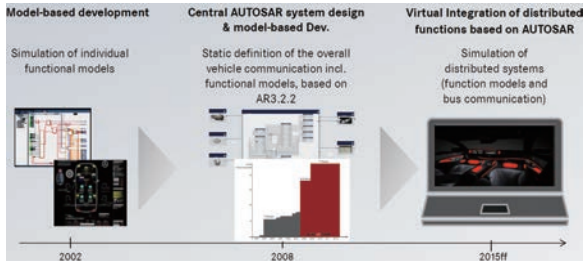 Model-based development
Simulation of individual
functional models
Central AUTOSAR system design
& model-based Dev.
Static definition of the overall
vehicle communication incl.
functional models, based on
AR3.2.2
Virtual Integration of distributed
functions based on AUTOSAR
Simulation of
distributed systems
(function models and
bus communication)
2002
2008
2015ff